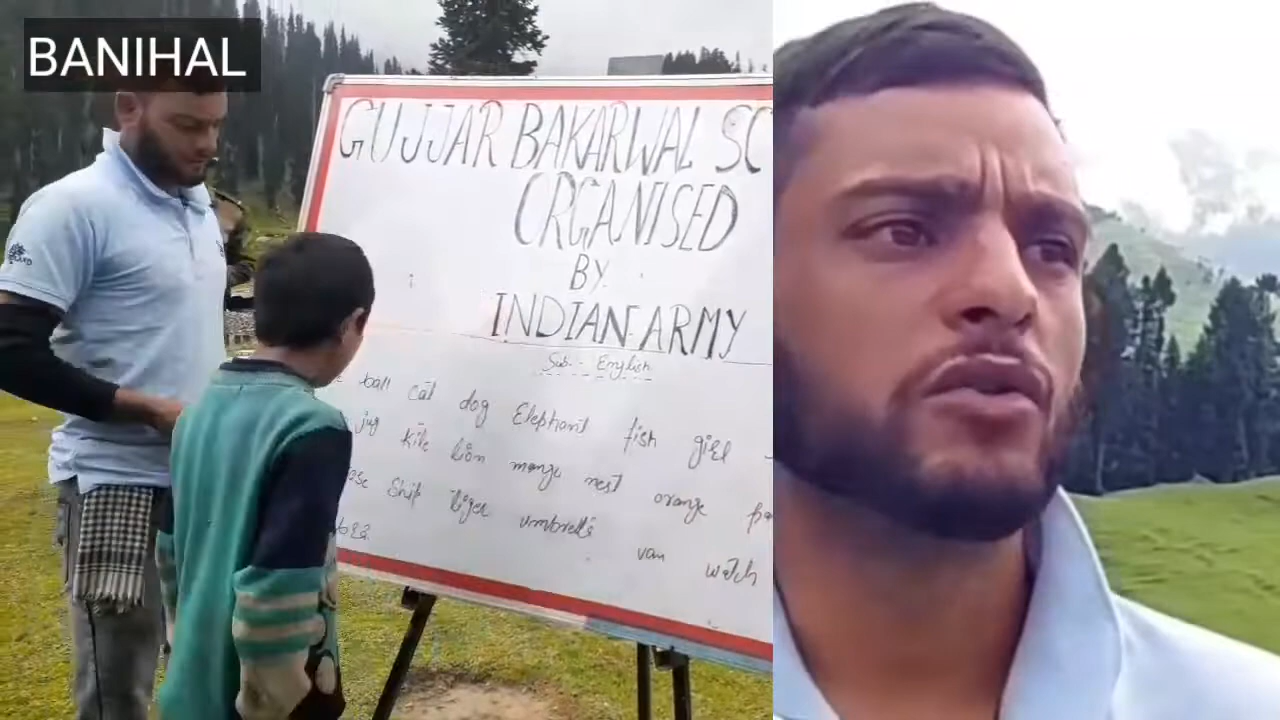 BANIHAL
GUJJAR BAKARWAL SC
ORGANISED
BY
INDIAN ARMY
Sub:- English
ball cat dog Elephant fish girl
jug kite lion mango nest orange
Ship tiger umbrella van watch